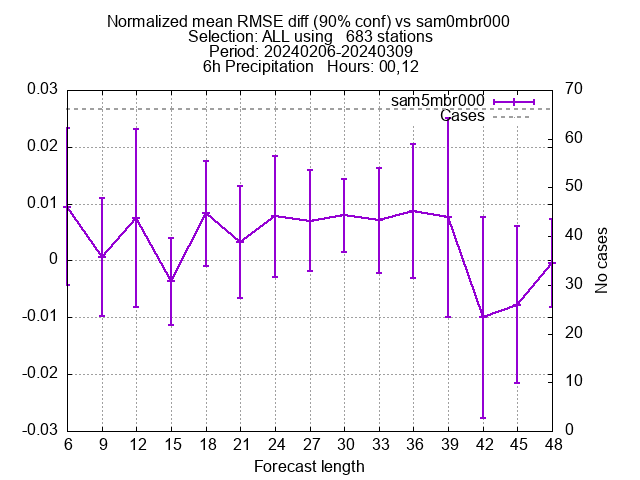 Normalized mean RMSE diff (90% conf) vs sam0mbr000
Selection: ALL using   683 stations
Period: 20240206-20240309
6h Precipitation   Hours: 00,12
sam5mbr000
Cases
0.03
0.02
0.01
0
-0.01
-0.02
-0.03
70
60
50
40
30
20
10
0
No cases
6 9 12 15 18 21 24 27 30 33 36 39 42 45 48
Forecast length